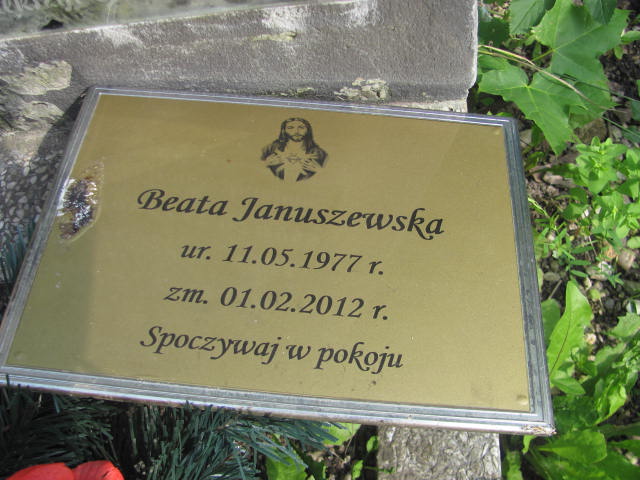 Beata Januszewska
ur. 11.05.1977 r.
zm. 01.02.2012 r.
Spoczywaj w pokoju